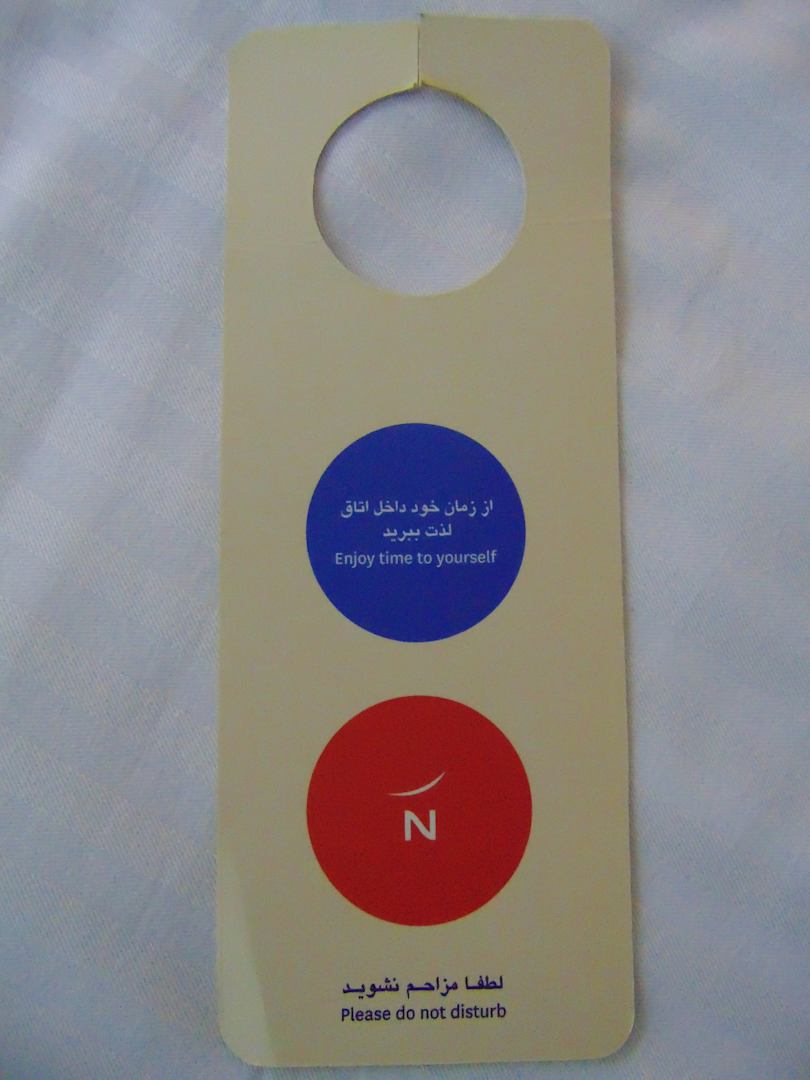 از زمان خود داخل اتاق
لذت ببرید
Enjoy time to yourself
N
لطفا مزاحم نشوید
Please do not disturb